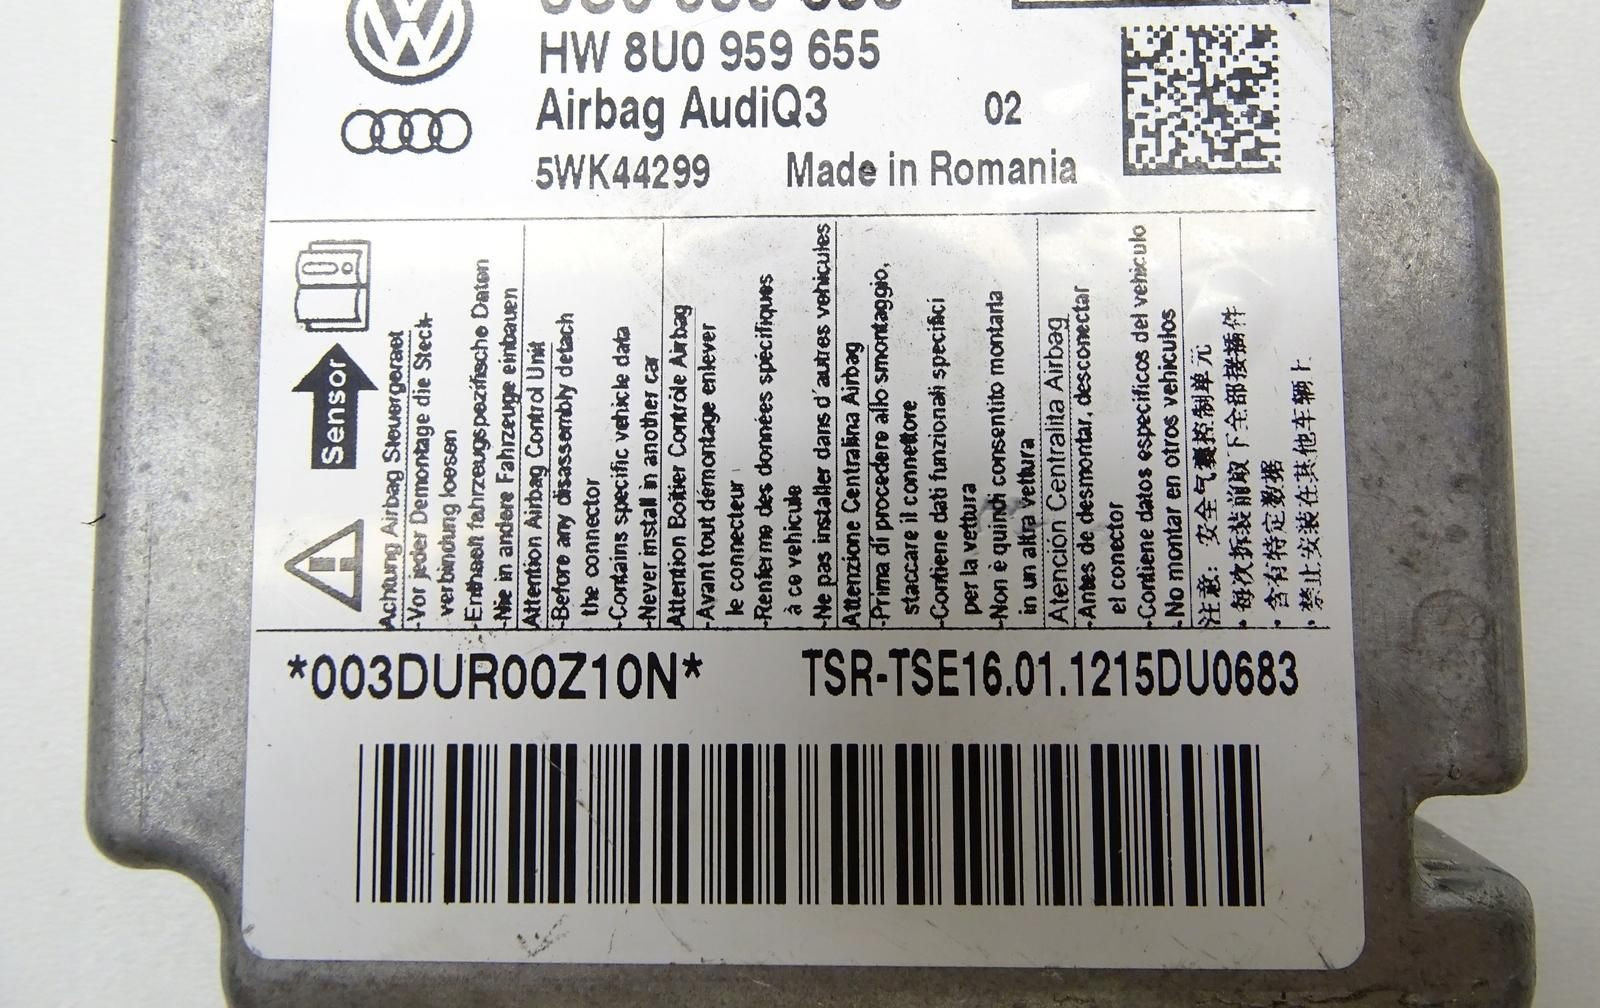 HW 8U0 959 655
Airbag AudiQ3 02
5WK44299 Made in Romania
Sensor
Achtung Airbag Steuergeraet
-Vor jeder Demontage die Steck-
verbindung loesen
-Enthaelt fahrzeugspezifische Daten
-Nie in andere Fahrzeuge einbauen
Attention Airbag Control Unit
-Before any disassembly detach
the connector
-Contains specific vehicle data
-Never install in another car
Attention Boîtier Contrôle Airbag
-Avant tout démontage enlever
le connecteur
-Renferme des données spécifiques
à ce vehicule
-Ne pas installer dans d'autres vehicules
Attenzione Centralina Airbag
-Prima di procedere allo smontaggio,
staccare il connettore
-Contiene dati funzionali specifici
per la vettura
-Non è quindi consentito montarla
in un altra vettura
Atencion Centralita Airbag
-Antes de desmontar, desconectar
el conector
-Contiene datos especificos del vehiculo
-No montar en otros vehiculos
注意: 安全气囊控制单元
• 每次拆装前取下全部接插件
• 含有特定数据
• 禁止安装在其他车辆上
*003DUR00Z10N* TSR-TSE16.01.1215DU0683